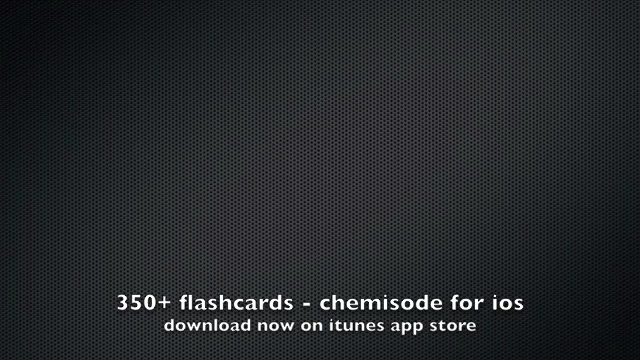 350+ flashcards - chemisode for ios
download now on itunes app store